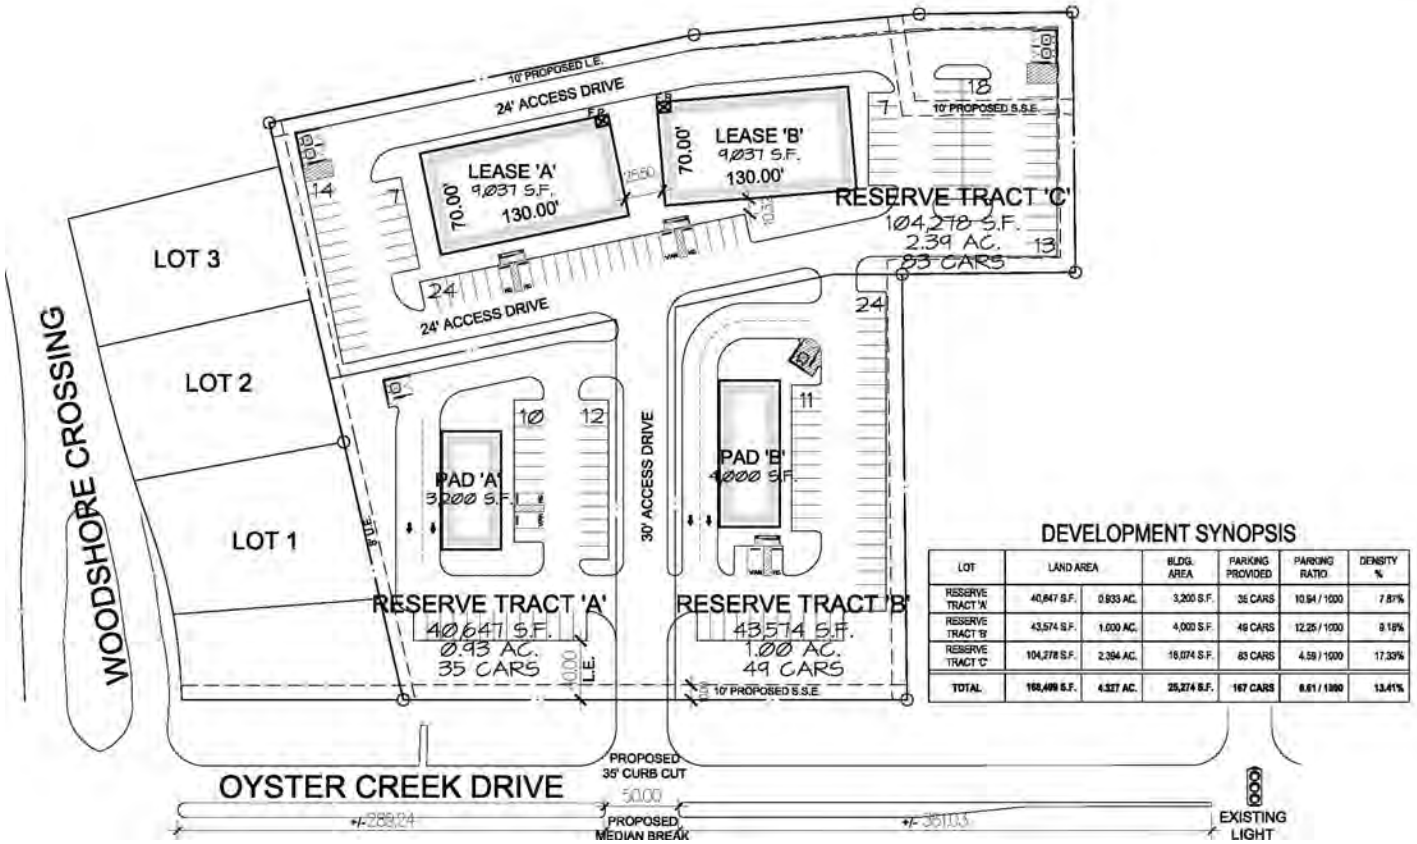 10' PROPOSED L.E.
24' ACCESS DRIVE
F.R.
F.R.
LEASE 'A'
9,037 S.F.
70.00'
130.00'
LEASE 'B'
9,037 S.F.
70.00'
130.00'
7
18
10' PROPOSED S.S.E.
14
7
RESERVE TRACT 'C'
104,278 S.F.
2.39 AC.
83 CARS
13
24
24' ACCESS DRIVE
24
LOT 3
LOT 2
LOT 1
WOODSHORE CROSSING
10
12
11
PAD 'A'
3,200 S.F.
30' ACCESS DRIVE
PAD 'B'
4,000 S.F.
RESERVE TRACT 'A'
40,647 S.F.
0.93 AC.
35 CARS
L.E.
RESERVE TRACT 'B'
43,574 S.F.
1.00 AC.
49 CARS
10' PROPOSED S.S.E.
DEVELOPMENT SYNOPSIS
LOT LAND AREA BLDG. AREA PARKING PROVIDED PARKING RATIO DENSITY %
RESERVE TRACT 'A' 40,647 S.F. 0.933 AC. 3,200 S.F. 35 CARS 10.94 / 1000 7.87%
RESERVE TRACT 'B' 43,574 S.F. 1.000 AC. 4,000 S.F. 49 CARS 12.25 / 1000 9.18%
RESERVE TRACT 'C' 104,278 S.F. 2.394 AC. 18,074 S.F. 83 CARS 4.59 / 1000 17.33%
TOTAL 4.327 AC. 25,274 S.F. 167 CARS 13.41%
OYSTER CREEK DRIVE
PROPOSED
35' CURB CUT
50.00
+/- 289.24
PROPOSED
MEDIAN BREAK
EXISTING
LIGHT